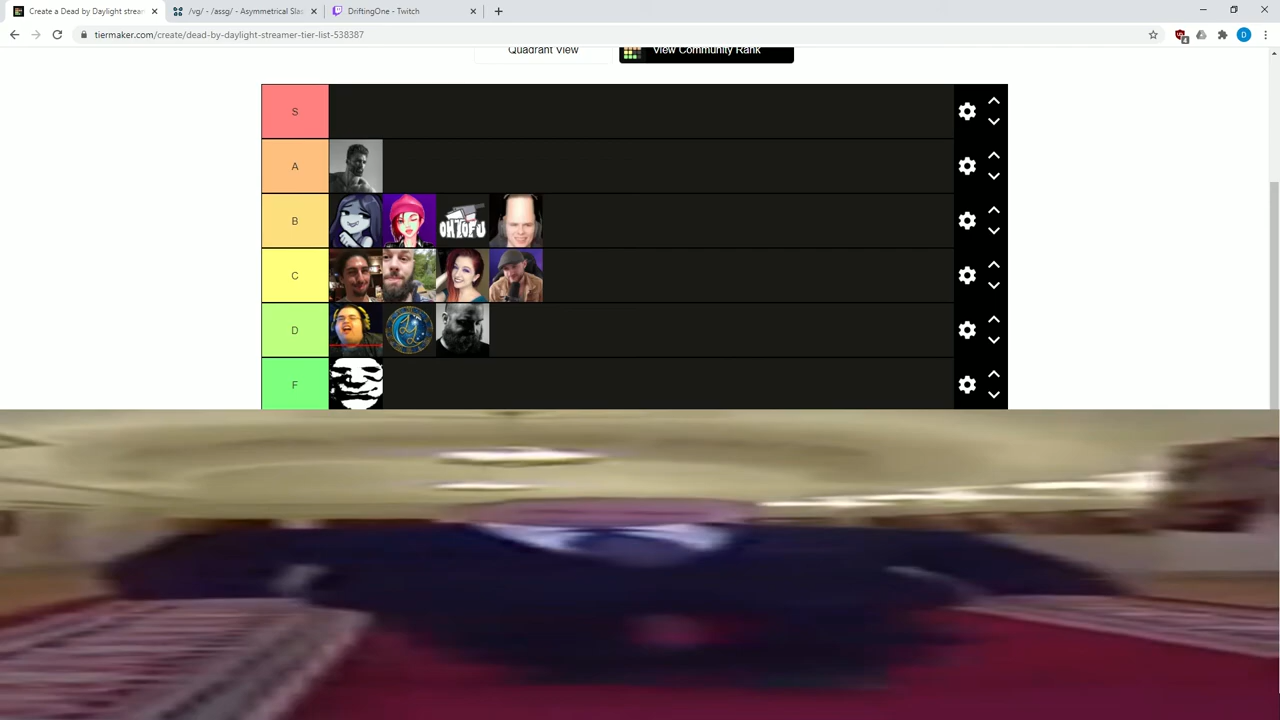 Create a Dead by Daylight strea
/vg/ - /assg/ - Asymmetrical Slas
DriftingOne - Twitch
tiermaker.com/create/dead-by-daylight-streamer-tier-list-538387
D
Quadrant View
View Community Rank
S
A
B
OHTOFU
C
D
F